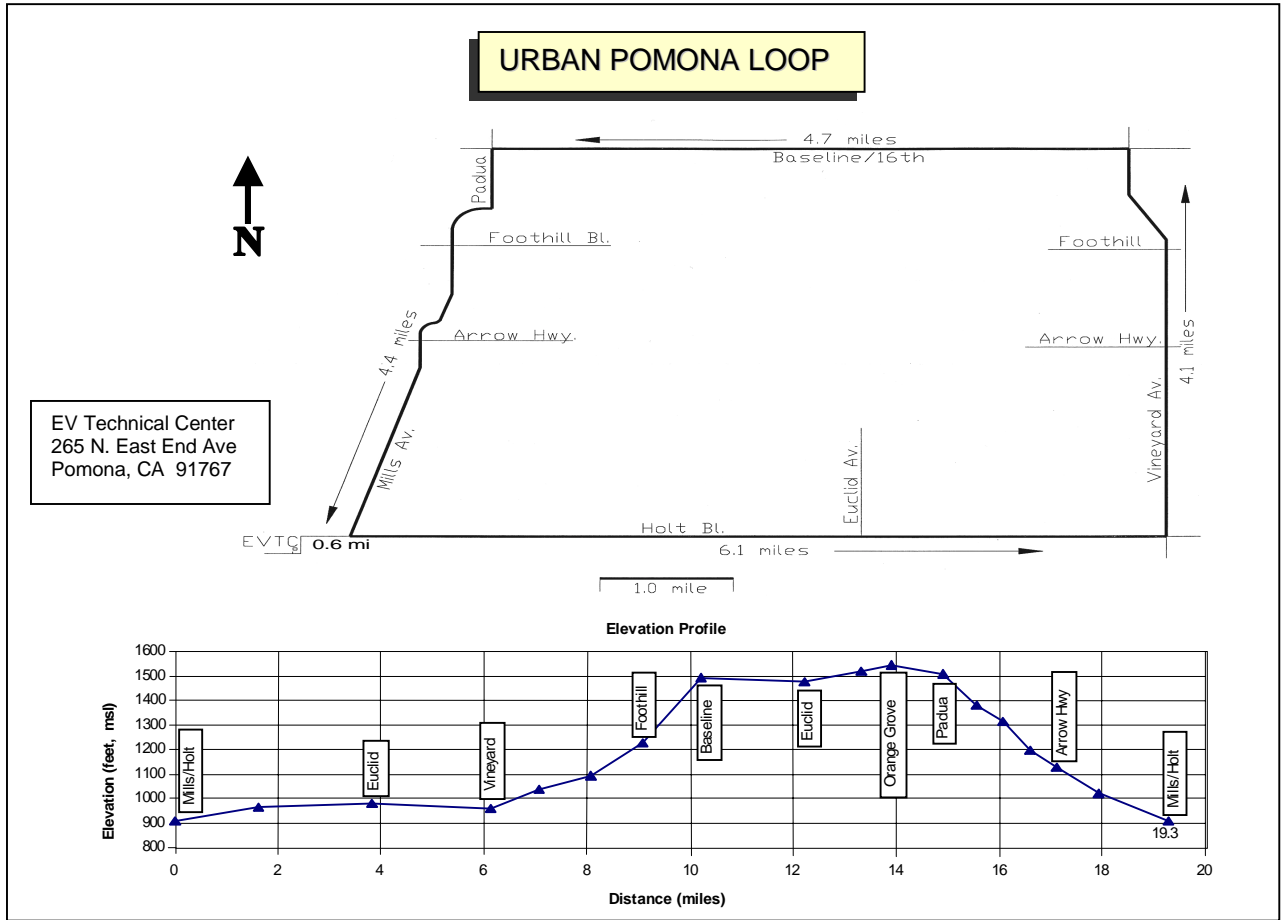 URBAN POMONA LOOP
4.7 miles
Baseline/16th
Padua
N
Foothill Bl.
Foothill
Arrow Hwy.
Arrow Hwy.
4.4 miles
4.1 miles
EV Technical Center
265 N. East End Ave
Pomona, CA 91767
Mills Av.
Euclid Av.
Vineyard Av.
Holt Bl.
EVTC
0.6 mi
6.1 miles
1.0 mile
Elevation Profile
Elevation (feet, msl)
1600
1500
1400
1300
1200
1100
1000
900
800
Mills/Holt
Euclid
Vineyard
Foothill
Baseline
Euclid
Orange Grove
Padua
Arrow Hwy
Mills/Holt
19.3
0 2 4 6 8 10 12 14 16 18 20
Distance (miles)